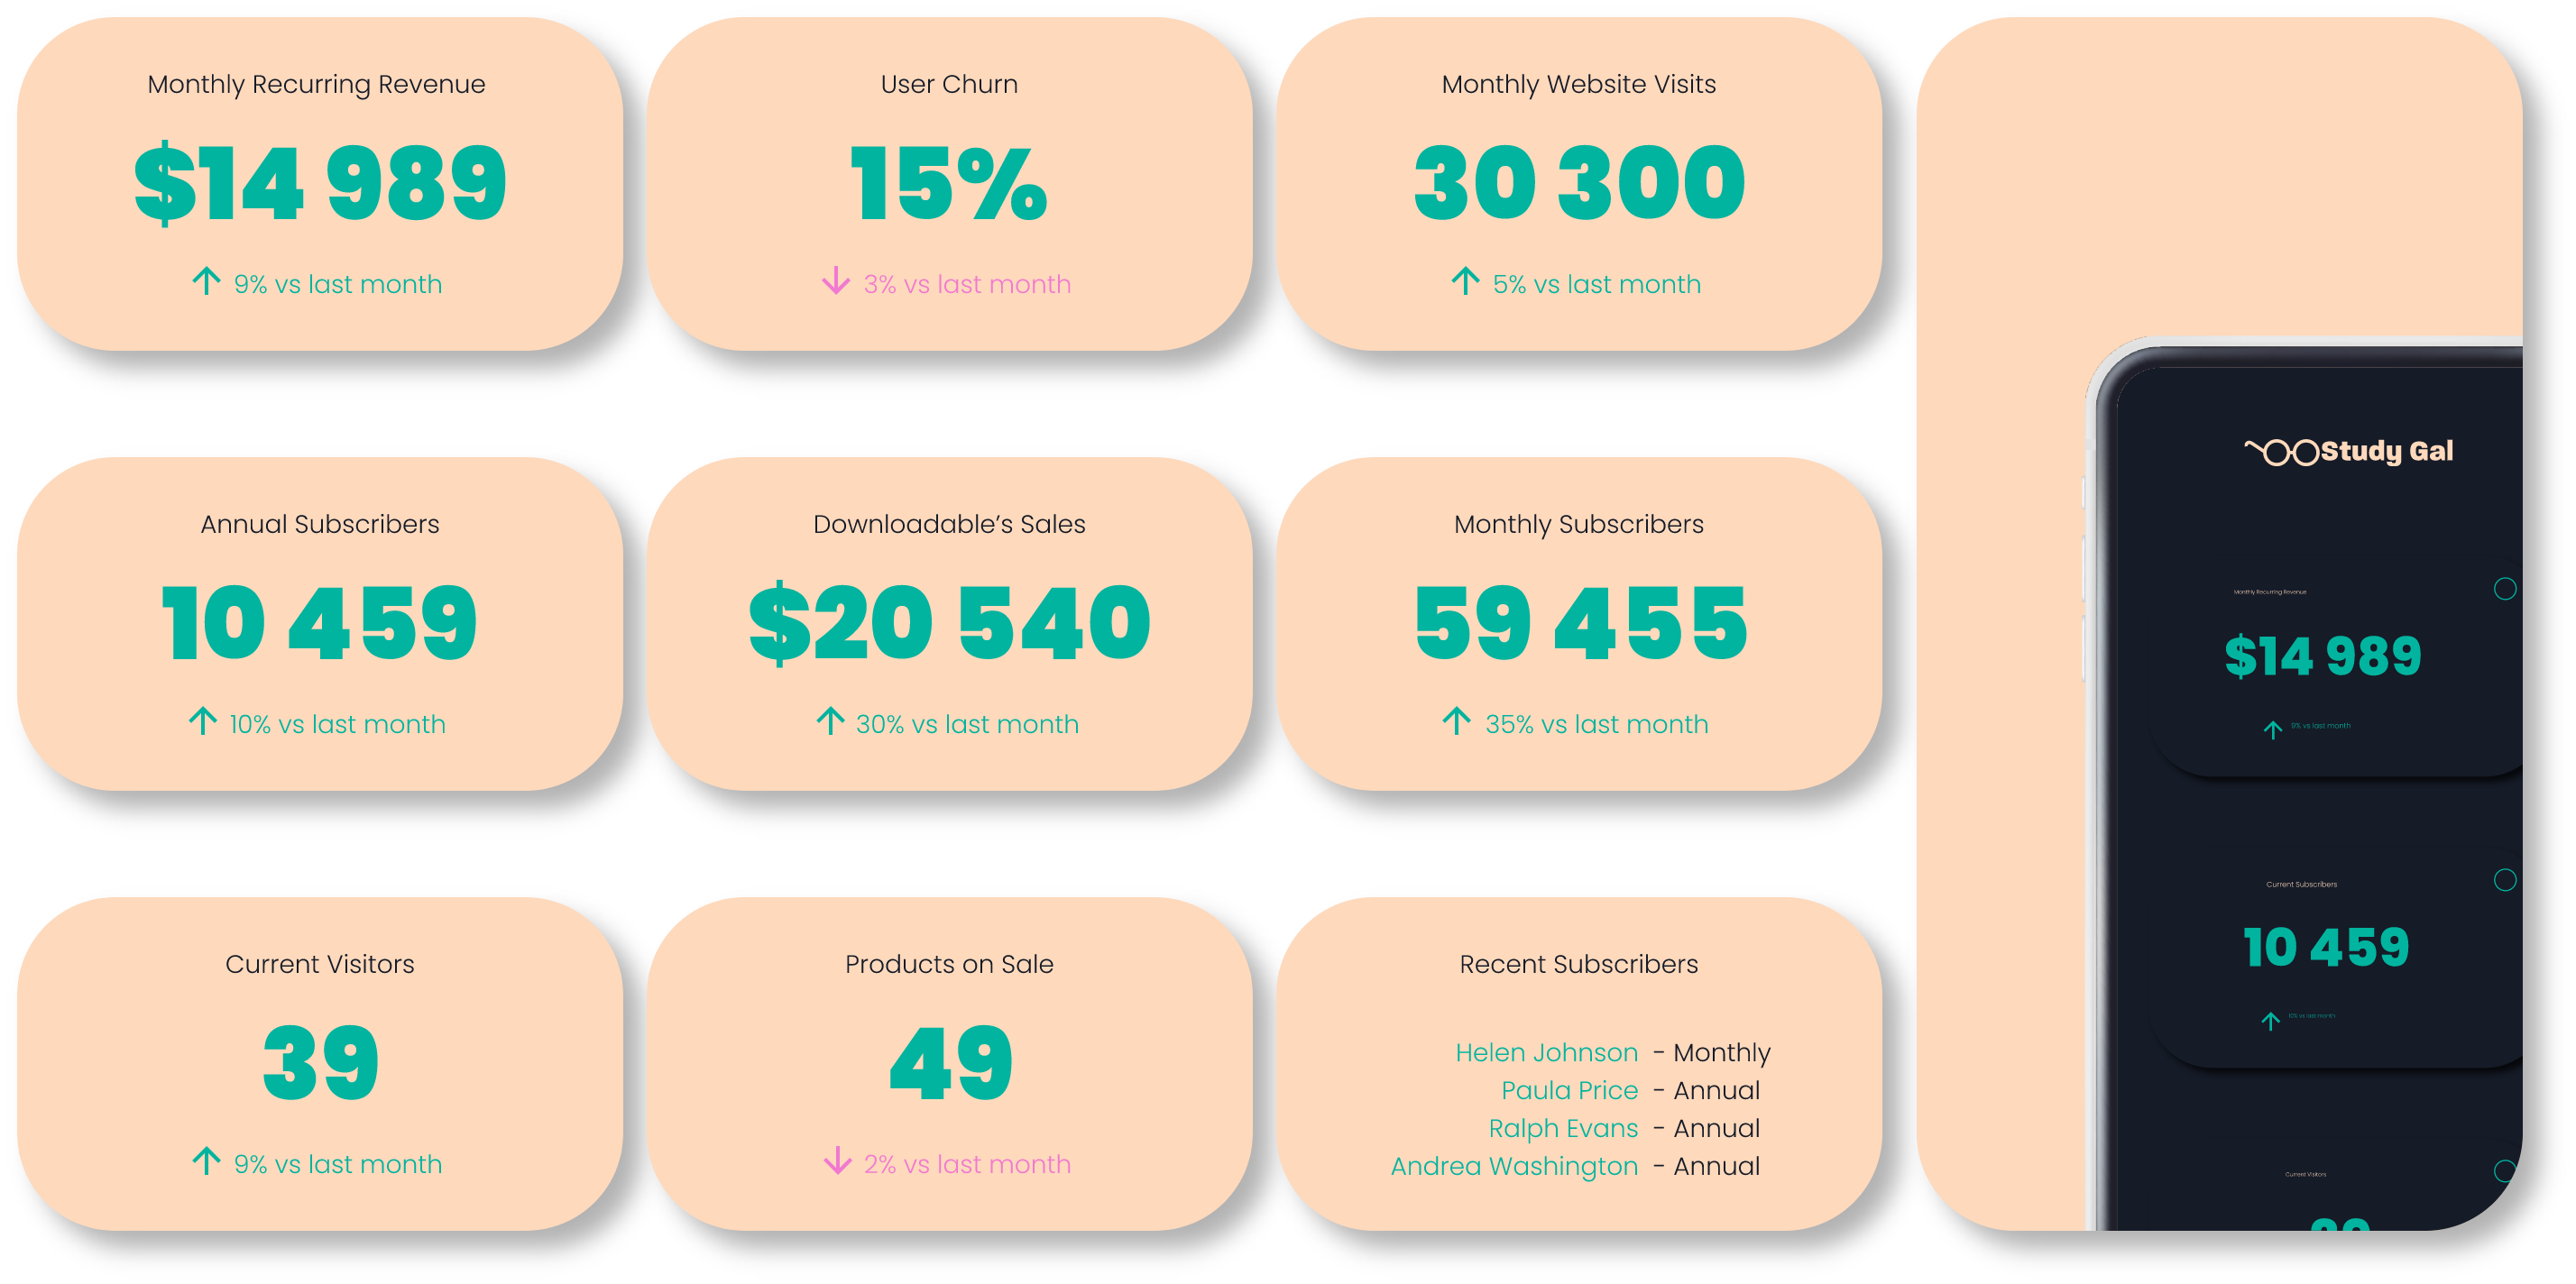 Monthly Recurring Revenue
$14 989
↑ 9% vs last month
User Churn
15%
↓ 3% vs last month
Monthly Website Visits
30 300
↑ 5% vs last month
Annual Subscribers
10 459
↑ 10% vs last month
Downloadable’s Sales
$20 540
↑ 30% vs last month
Monthly Subscribers
59 455
↑ 35% vs last month
Current Visitors
39
↑ 9% vs last month
Products on Sale
49
↓ 2% vs last month
Recent Subscribers
Helen Johnson - Monthly
Paula Price - Annual
Ralph Evans - Annual
Andrea Washington - Annual
Study Gal
Monthly Recurring Revenue
$14 989
↑ 9% vs last month
Current Subscribers
10 459
↑ 10% vs last month
Current Visitors